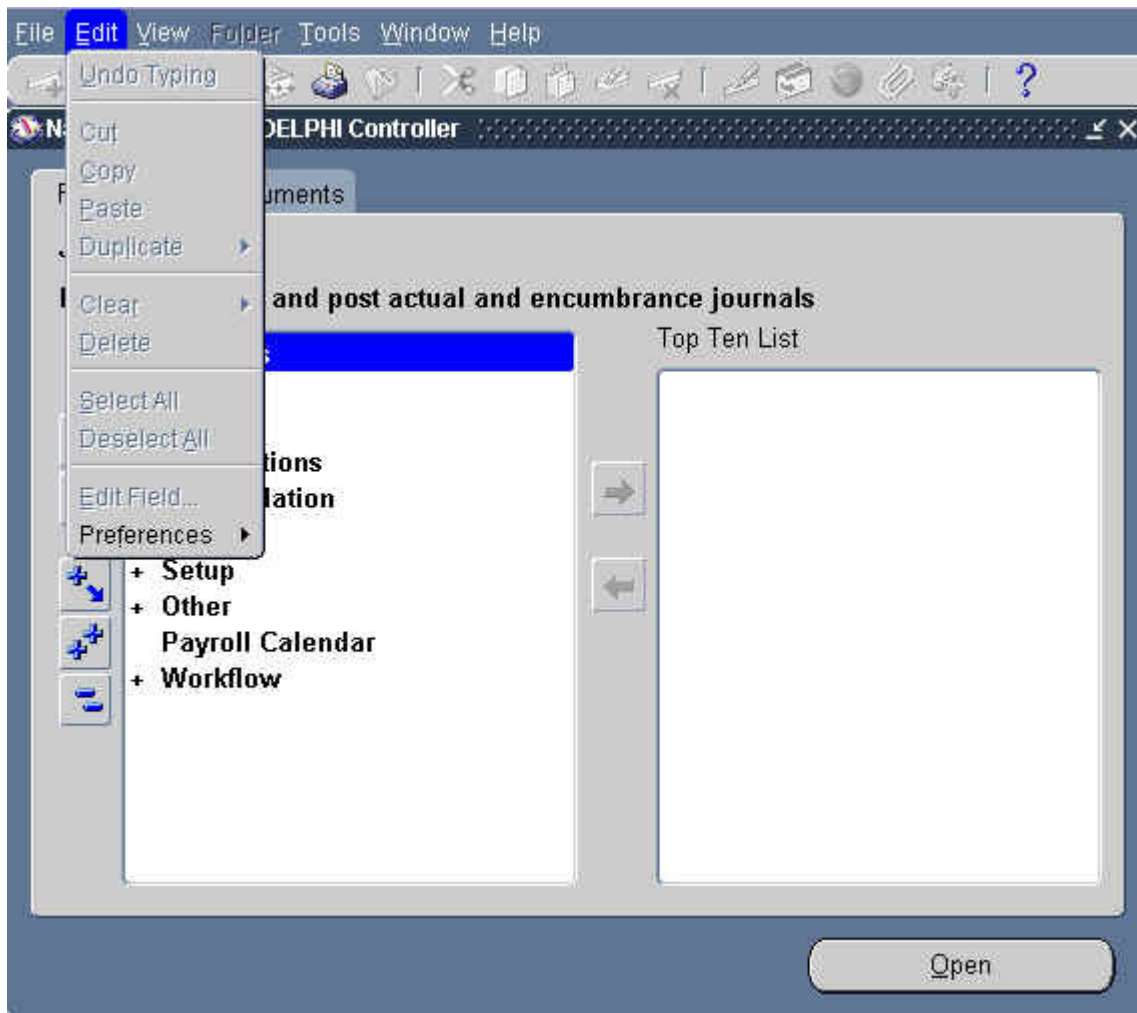 File Edit View Folder Tools Window Help
Undo Typing
Cut
Copy
Paste
Duplicate
Clear
Delete
Select All
Deselect All
Edit Field...
Preferences
DELPHI Controller
uments
and post actual and encumbrance journals
Top Ten List
s
tions
lation
+ Setup
+ Other
Payroll Calendar
+ Workflow
Open